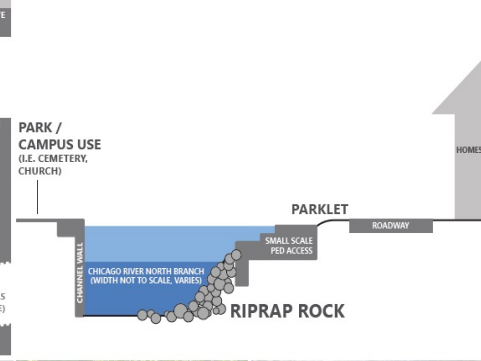 PARK /
CAMPUS USE
(I.E. CEMETERY,
CHURCH)
HOMES
PARKLET
ROADWAY
SMALL SCALE
PED ACCESS
CHANNEL WALL
CHICAGO RIVER NORTH BRANCH
(WIDTH NOT TO SCALE, VARIES)
RIPRAP ROCK